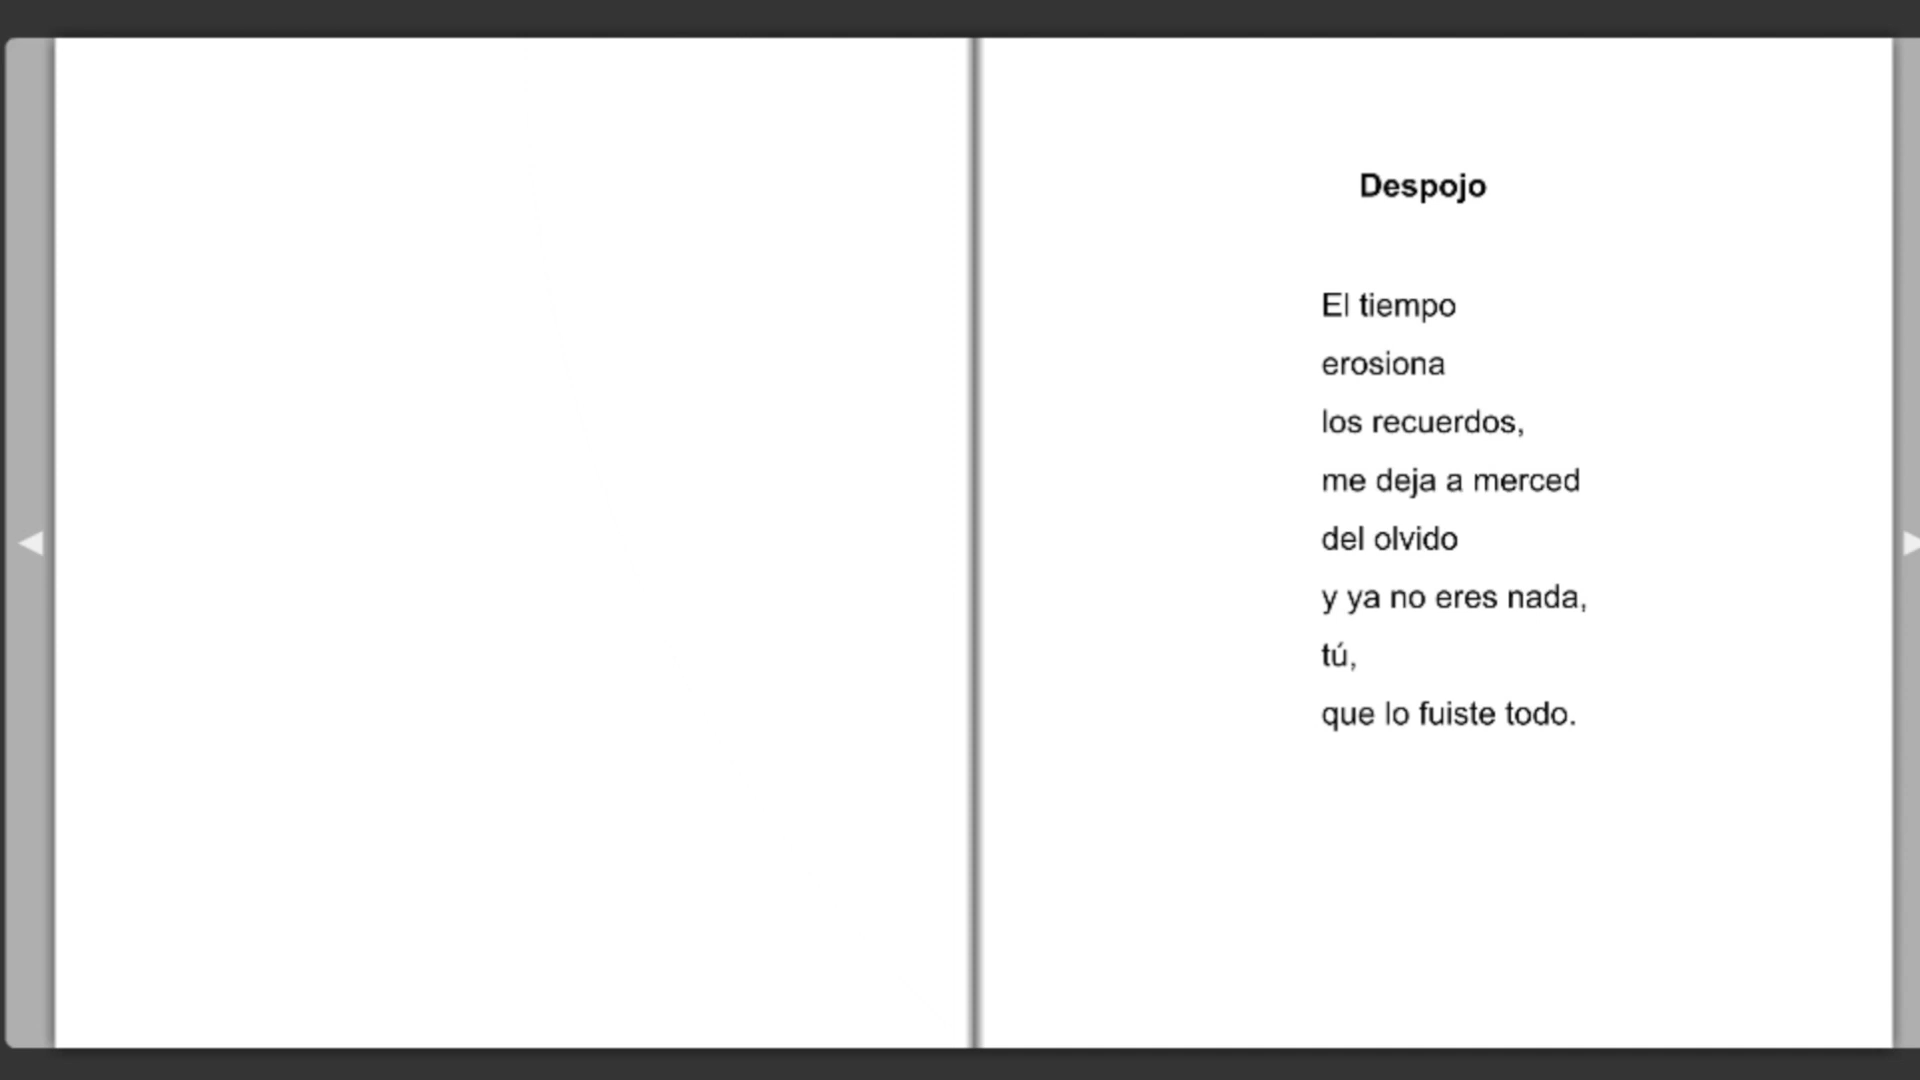 Despojo
El tiempo
erosiona
los recuerdos,
me deja a merced
del olvido
y ya no eres nada,
tú,
que lo fuiste todo.